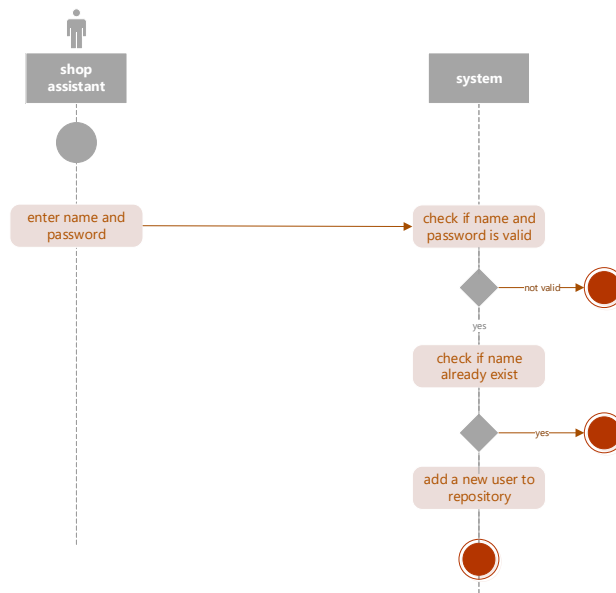 shop
assistant
system
enter name and
password
check if name and
password is valid
not valid
yes
check if name
already exist
yes
add a new user to
repository